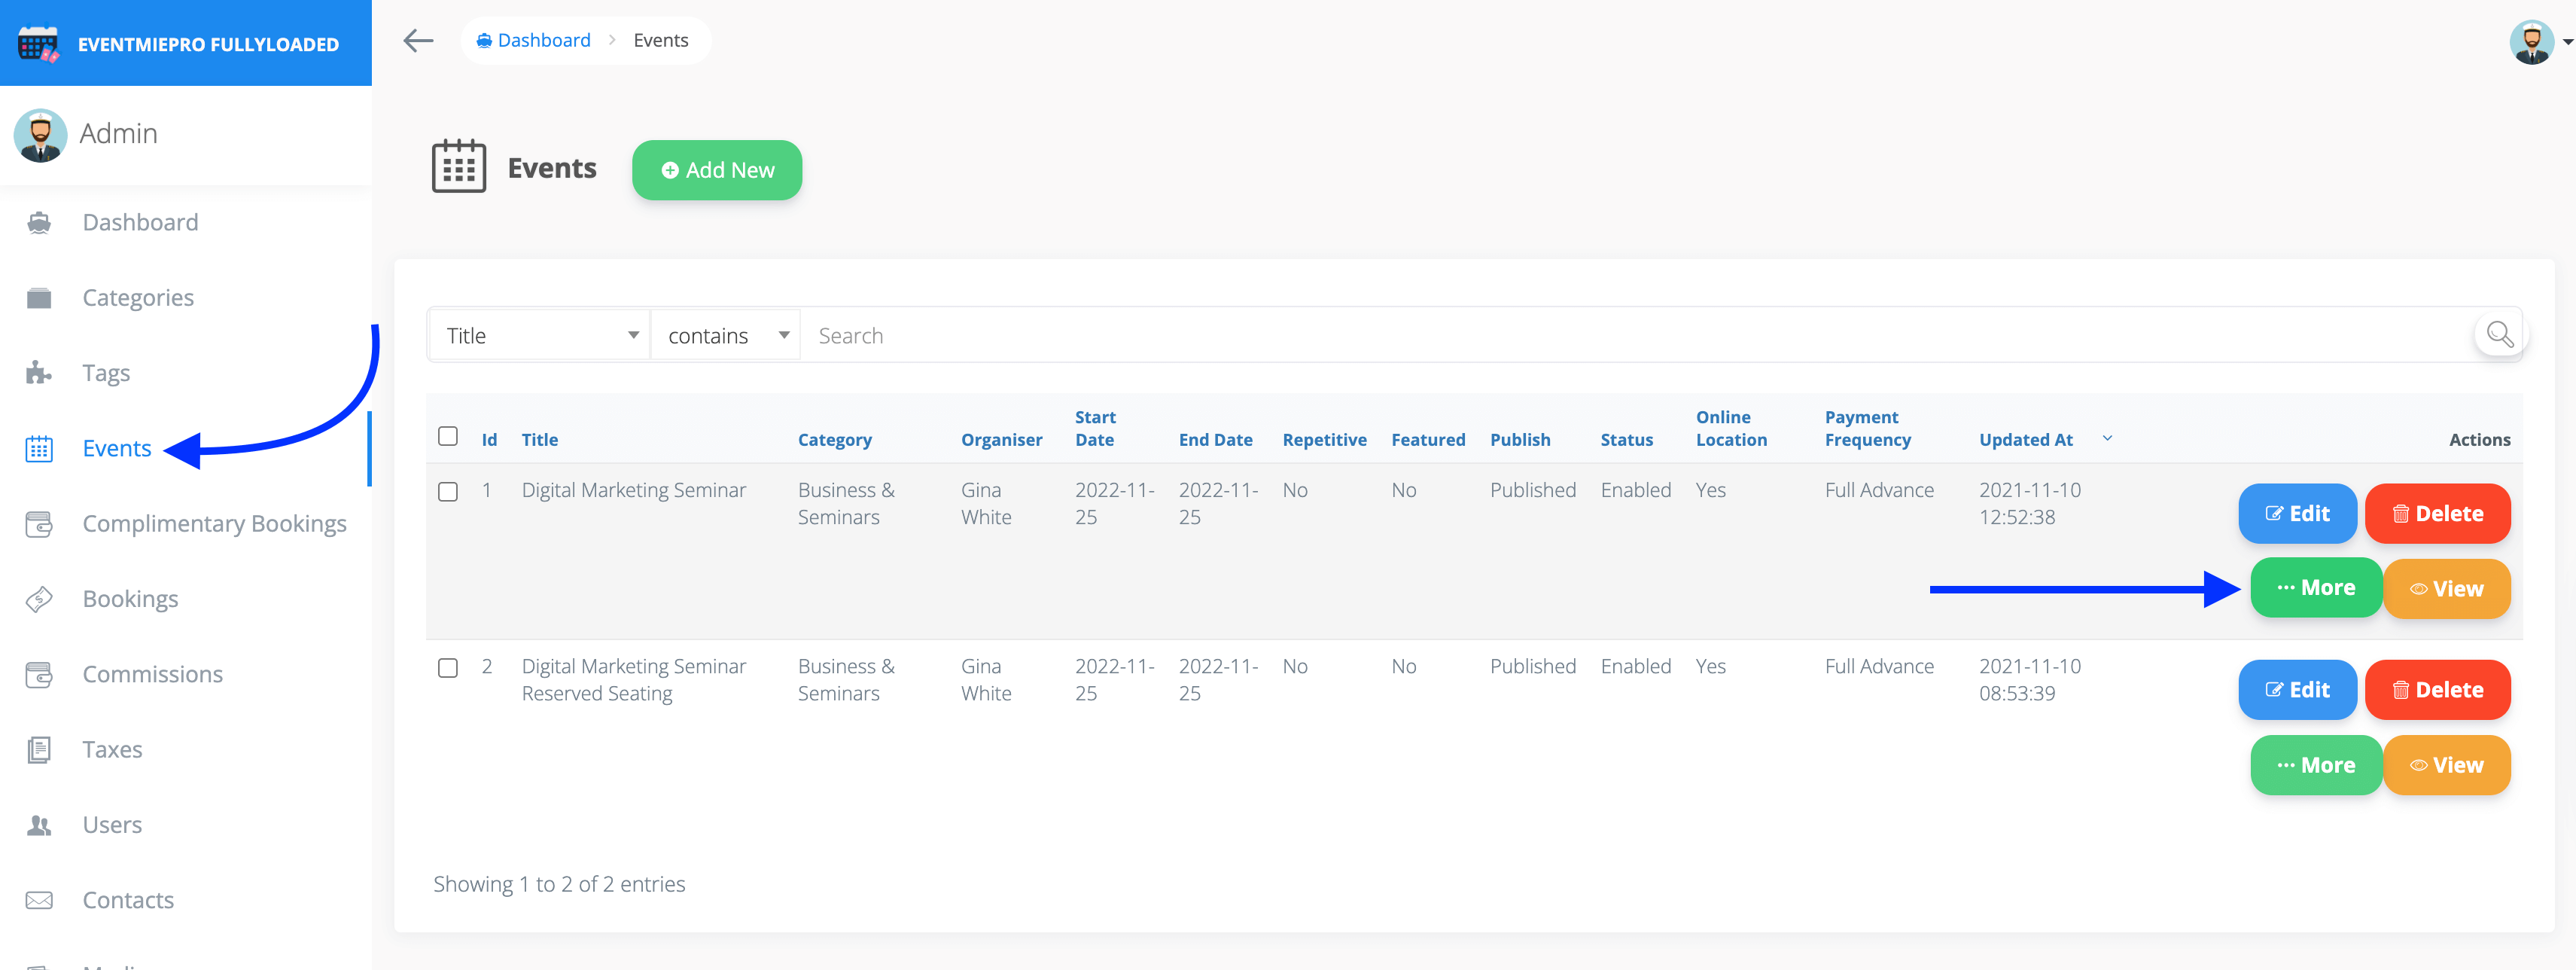 EVENTMIEPRO FULLYLOADED
Dashboard > Events
Admin
Dashboard
Categories
Tags
Events
Complimentary Bookings
Bookings
Commissions
Taxes
Users
Contacts
Events
Add New
Title contains Search
Id Title Category Organiser Start Date End Date Repetitive Featured Publish Status Online Location Payment Frequency Updated At Actions
1 Digital Marketing Seminar Business & Gina 2022-11- 2022-11- No No Published Enabled Yes Full Advance 2021-11-10
Seminars White 25 25 12:52:38
Edit Delete
More View
2 Digital Marketing Seminar Business & Gina 2022-11- 2022-11- No No Published Enabled Yes Full Advance 2021-11-10
Reserved Seating Seminars White 25 25 08:53:39
Edit Delete
More View
Showing 1 to 2 of 2 entries